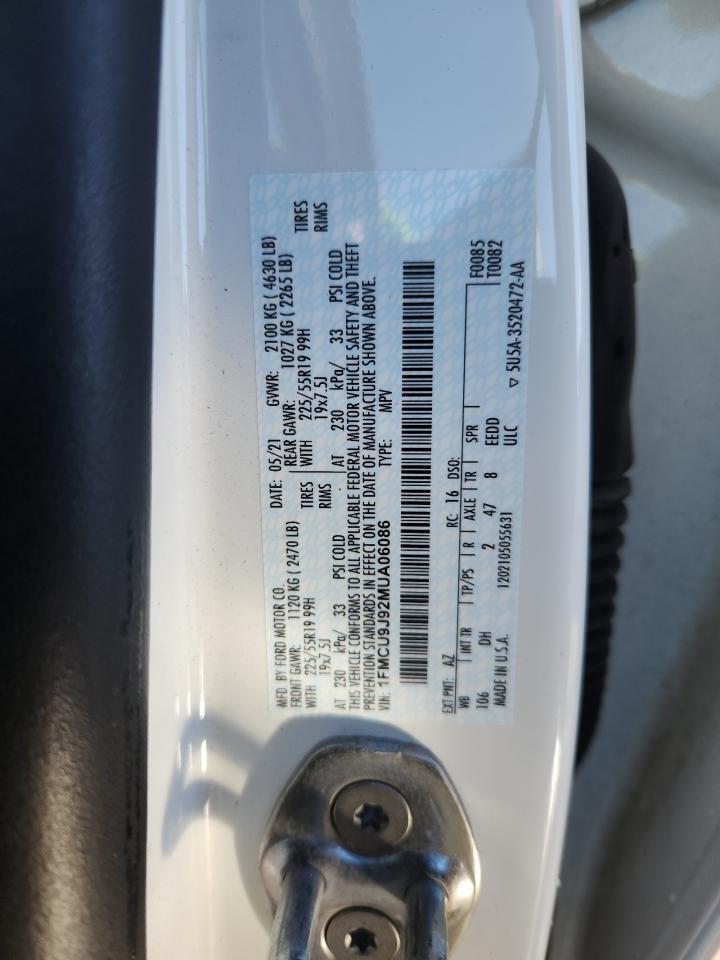 MFD. BY FORD MOTOR CO. DATE: 05/21 GVWR: 2100 KG ( 4630 LB)
FRONT GAWR: 1120 KG ( 2470 LB) REAR GAWR: 1027 KG ( 2265 LB)
WITH 225/55R19 99H TIRES WITH 225/55R19 99H TIRES
19x7.5J RIMS 19x7.5J RIMS
AT 230 kPa/ 33 PSI COLD AT 230 kPa/ 33 PSI COLD
THIS VEHICLE CONFORMS TO ALL APPLICABLE FEDERAL MOTOR VEHICLE SAFETY AND THEFT
PREVENTION STANDARDS IN EFFECT ON THE DATE OF MANUFACTURE SHOWN ABOVE.
VIN: 1FMCU9J92MUA06086 TYPE: MPV
EXT PNT: AZ RC: 16 DSO: F0085
WB INT TR TP/PS R AXLE TR SPR T0082
106 DH 2 47 8 EEDD
MADE IN U.S.A. 1202105055631 ULC ▽ 5U5A-3520472-AA